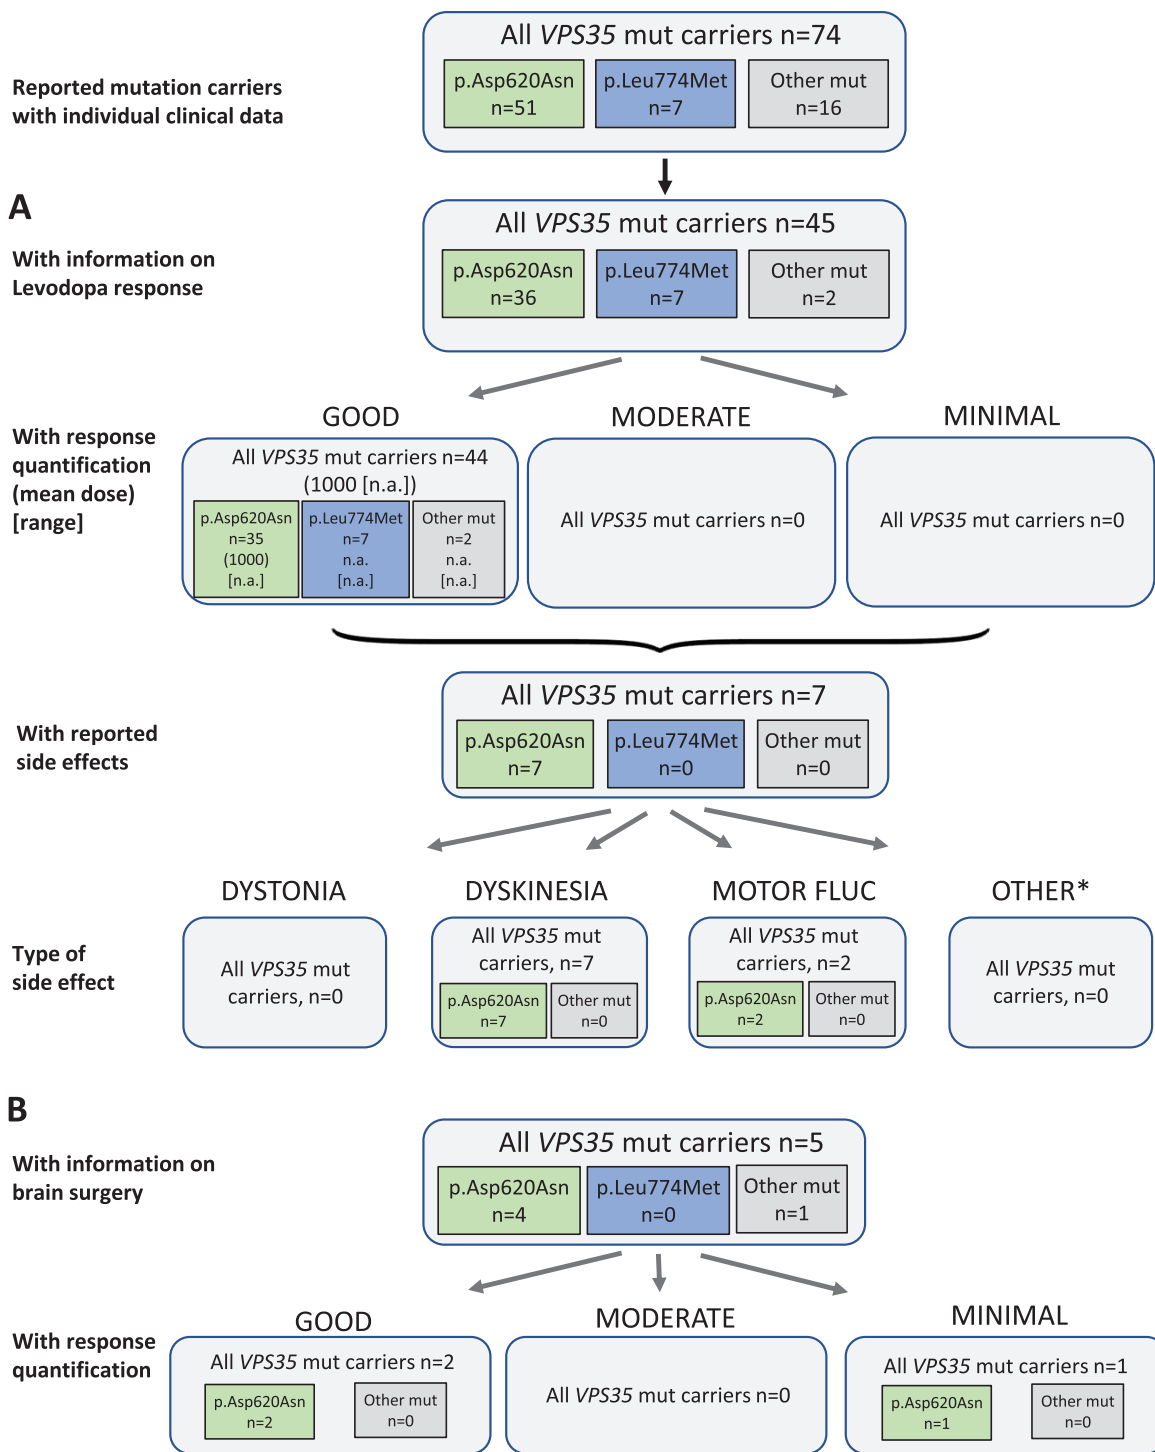 All VPS35 mut carriers n=74
Reported mutation carriers
with individual clinical data
p.Asp620Asn
n=51
p.Leu774Met
n=7
Other mut
n=16
A
All VPS35 mut carriers n=45
With information on
Levodopa response
p.Asp620Asn
n=36
p.Leu774Met
n=7
Other mut
n=2
With response
quantification
(mean dose)
[range]
GOOD
All VPS35 mut carriers n=44
(1000 [n.a.])
p.Asp620Asn
n=35
(1000)
[n.a.]
p.Leu774Met
n=7
n.a.
[n.a.]
Other mut
n=2
n.a.
[n.a.]
MODERATE
All VPS35 mut carriers n=0
MINIMAL
All VPS35 mut carriers n=0
With reported
side effects
All VPS35 mut carriers n=7
p.Asp620Asn
n=7
p.Leu774Met
n=0
Other mut
n=0
Type of
side effect
DYSTONIA
All VPS35 mut
carriers, n=0
DYSKINESIA
All VPS35 mut
carriers, n=7
p.Asp620Asn
n=7
Other mut
n=0
MOTOR FLUC
All VPS35 mut
carriers, n=2
p.Asp620Asn
n=2
Other mut
n=0
OTHER*
All VPS35 mut
carriers, n=0
B
With information on
brain surgery
All VPS35 mut carriers n=5
p.Asp620Asn
n=4
p.Leu774Met
n=0
Other mut
n=1
With response
quantification
GOOD
All VPS35 mut carriers n=2
p.Asp620Asn
n=2
Other mut
n=0
MODERATE
All VPS35 mut carriers n=0
MINIMAL
All VPS35 mut carriers n=1
p.Asp620Asn
n=1
Other mut
n=0